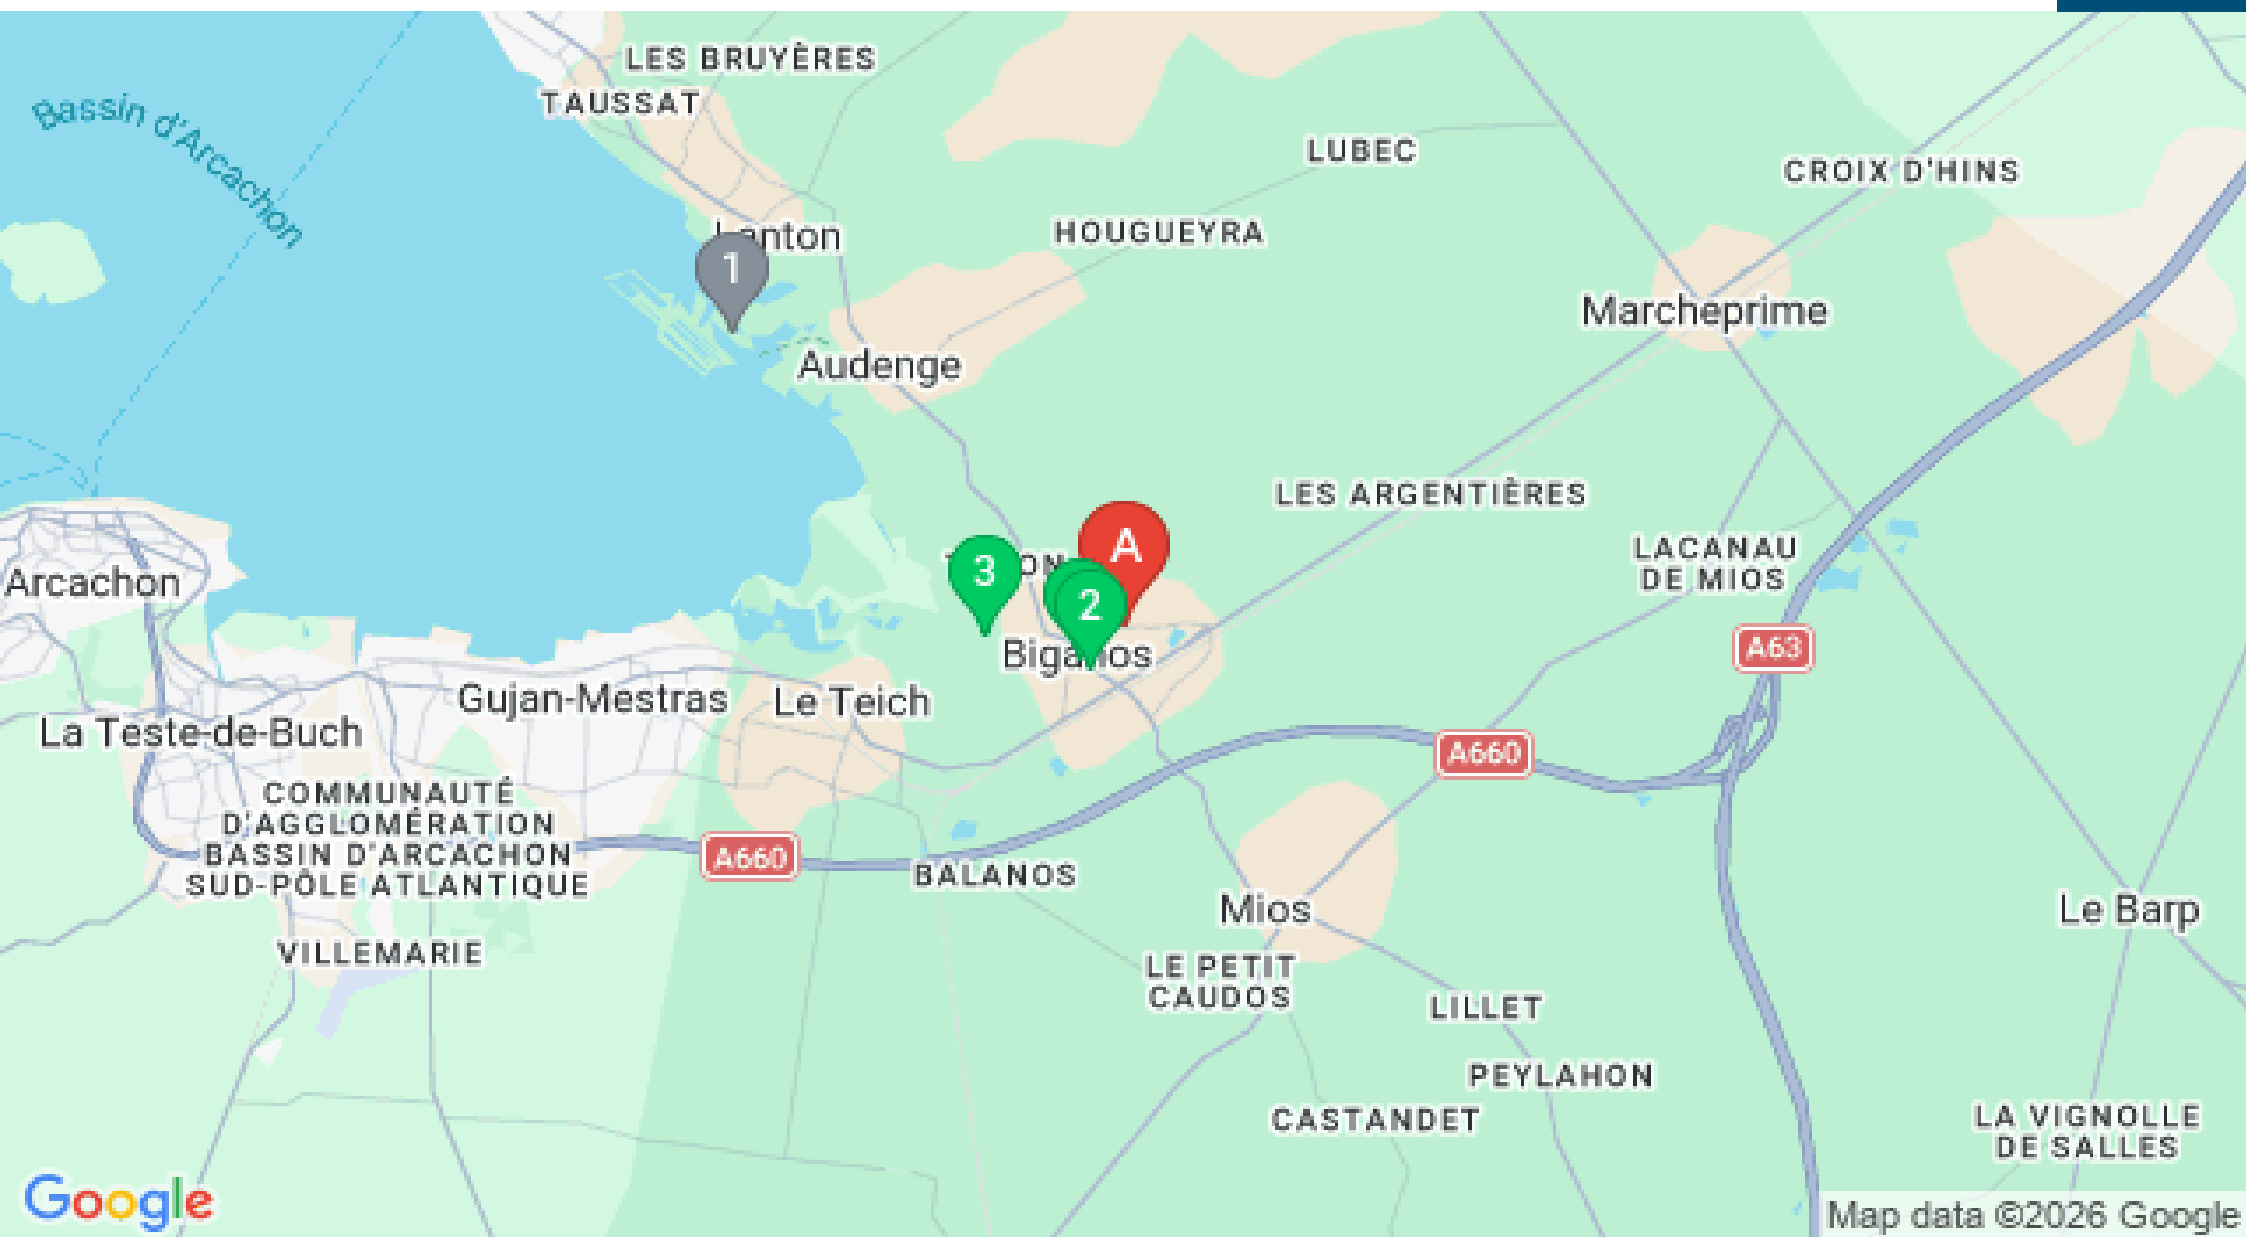 LES BRUYÈRES
TAUSSAT
Bassin d'Arcachon
LUBEC
CROIX D'HINS
Lanton
HOUGUEYRA
1
Marcheprime
Audenge
LES ARGENTIÈRES
A
LACANAU
DE MIOS
3
2
Arcachon
Biganos
A63
Gujan-Mestras
Le Teich
La Teste-de-Buch
A660
COMMUNAUTÉ
D'AGGLOMÉRATION
BASSIN D'ARCACHON
SUD-PÔLE ATLANTIQUE
A660
BALANOS
Mios
Le Barp
VILLEMARIE
LE PETIT
CAUDOS
LILLET
PEYLAHON
CASTANDET
LA VIGNOLLE
DE SALLES
Google
Map data ©2026 Google